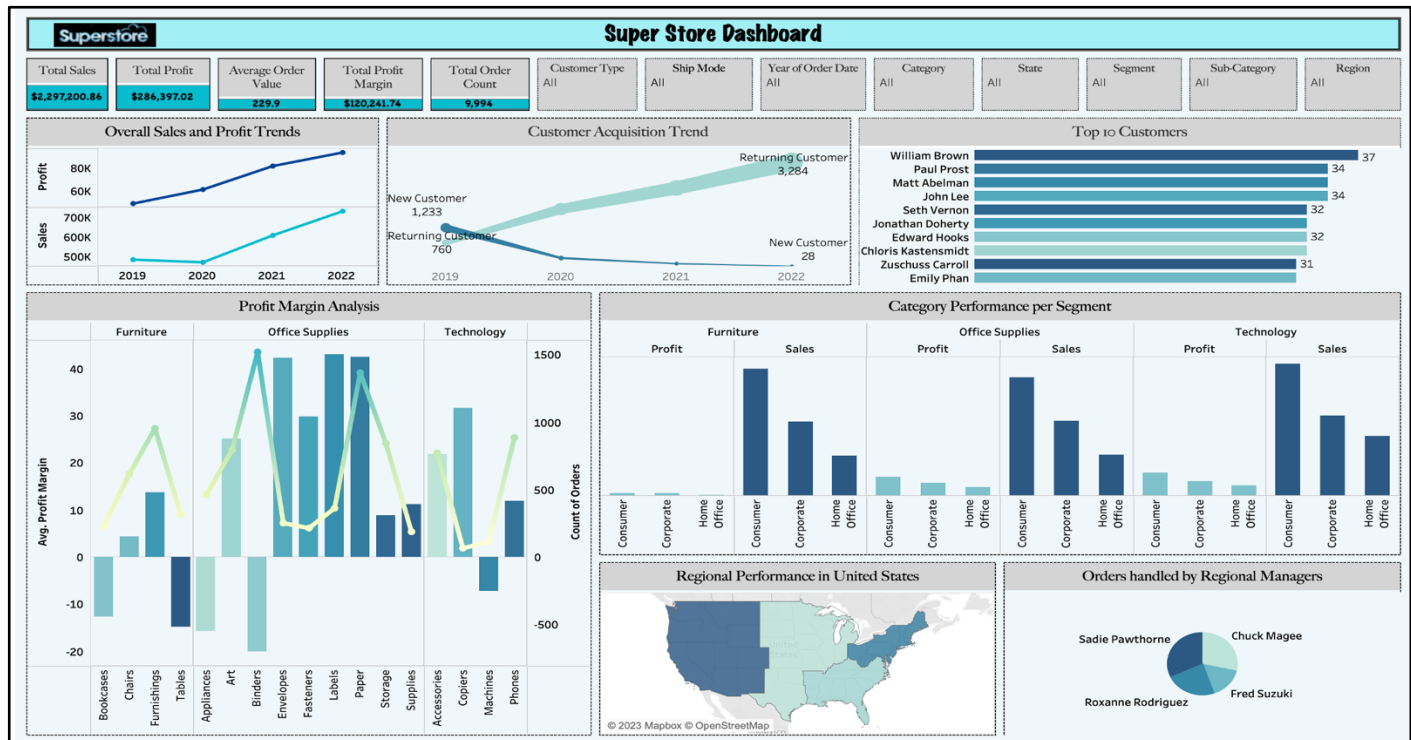 Superstore
Super Store Dashboard
Total Sales
$2,297,200.86
Total Profit
$286,397.02
Average Order
Value
229.9
Total Profit
Margin
$120,241.74
Total Order
Count
9,994
Customer Type
All
Ship Mode
All
Year of Order Date
All
Category
All
State
All
Segment
All
Sub-Category
All
Region
All
Overall Sales and Profit Trends
Profit
80K
60K
Sales
700K
600K
500K
2019 2020 2021 2022
Customer Acquisition Trend
Returning Customer
3,284
New Customer
1,233
Returning Customer
760
New Customer
28
2019 2020 2021 2022
Top 10 Customers
William Brown 37
Paul Prost 34
Matt Abelman
John Lee 34
Seth Vernon 32
Jonathan Doherty
Edward Hooks 32
Chloris Kastensmidt
Zuschuss Carroll 31
Emily Phan
Profit Margin Analysis
Furniture Office Supplies Technology
Avg. Profit Margin
40
30
20
10
0
-10
-20
1500
1000
500
0
-500
Count of Orders
Bookcases
Chairs
Furnishings
Tables
Appliances
Art
Binders
Envelopes
Fasteners
Labels
Paper
Storage
Supplies
Accessories
Copiers
Machines
Phones
Category Performance per Segment
Furniture Office Supplies Technology
Profit Sales Profit Sales Profit Sales
Consumer
Corporate
Home
Office
Consumer
Corporate
Home
Office
Consumer
Corporate
Home
Office
Consumer
Corporate
Home
Office
Consumer
Corporate
Home
Office
Consumer
Corporate
Home
Office
Regional Performance in United States
© 2023 Mapbox © OpenStreetMap
Orders handled by Regional Managers
Sadie Pawthorne
Chuck Magee
Fred Suzuki
Roxanne Rodriguez